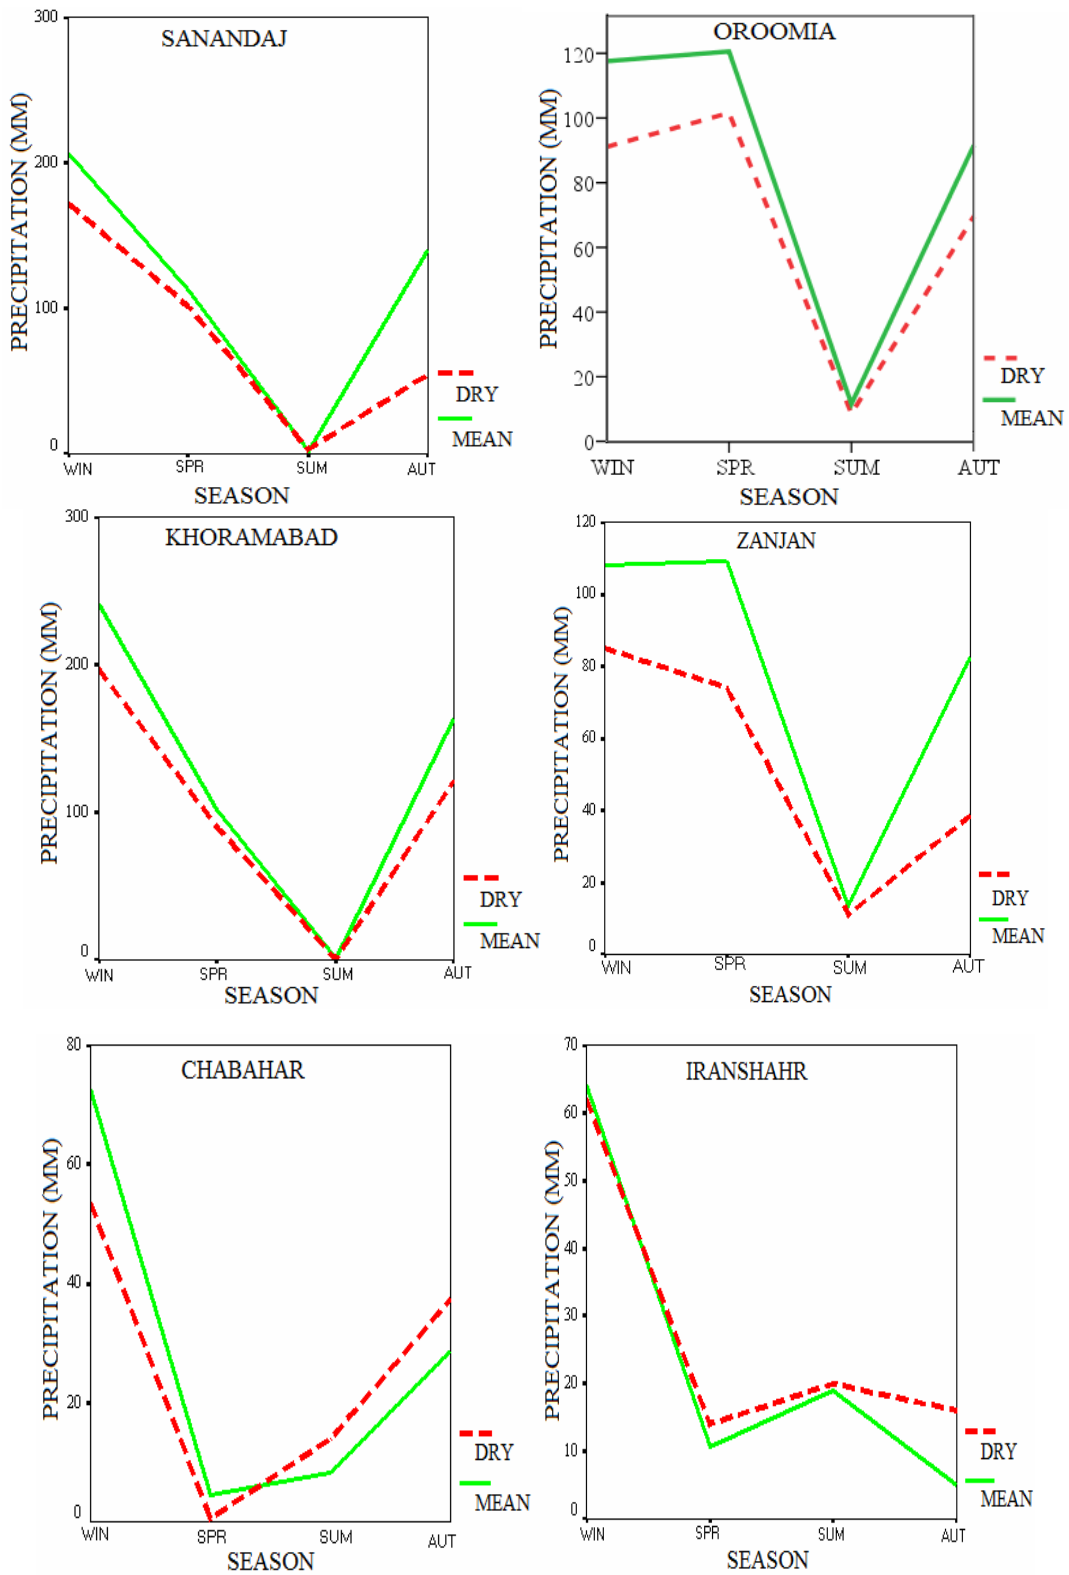 SANANDAJ
PRECIPITATION (MM)
300
200
100
0
WIN SPR SUM AUT
SEASON
DRY
MEAN
OROOMIA
PRECIPITATION (MM)
120
100
80
60
40
20
0
WIN SPR SUM AUT
SEASON
DRY
MEAN
KHORAMABAD
PRECIPITATION (MM)
300
200
100
0
WIN SPR SUM AUT
SEASON
DRY
MEAN
ZANJAN
PRECIPITATION (MM)
120
100
80
60
40
20
0
WIN SPR SUM AUT
SEASON
DRY
MEAN
CHABAHAR
PRECIPITATION (MM)
80
60
40
20
0
WIN SPR SUM AUT
SEASON
DRY
MEAN
IRANSHAHR
PRECIPITATION (MM)
70
60
50
40
30
20
10
0
WIN SPR SUM AUT
SEASON
DRY
MEAN